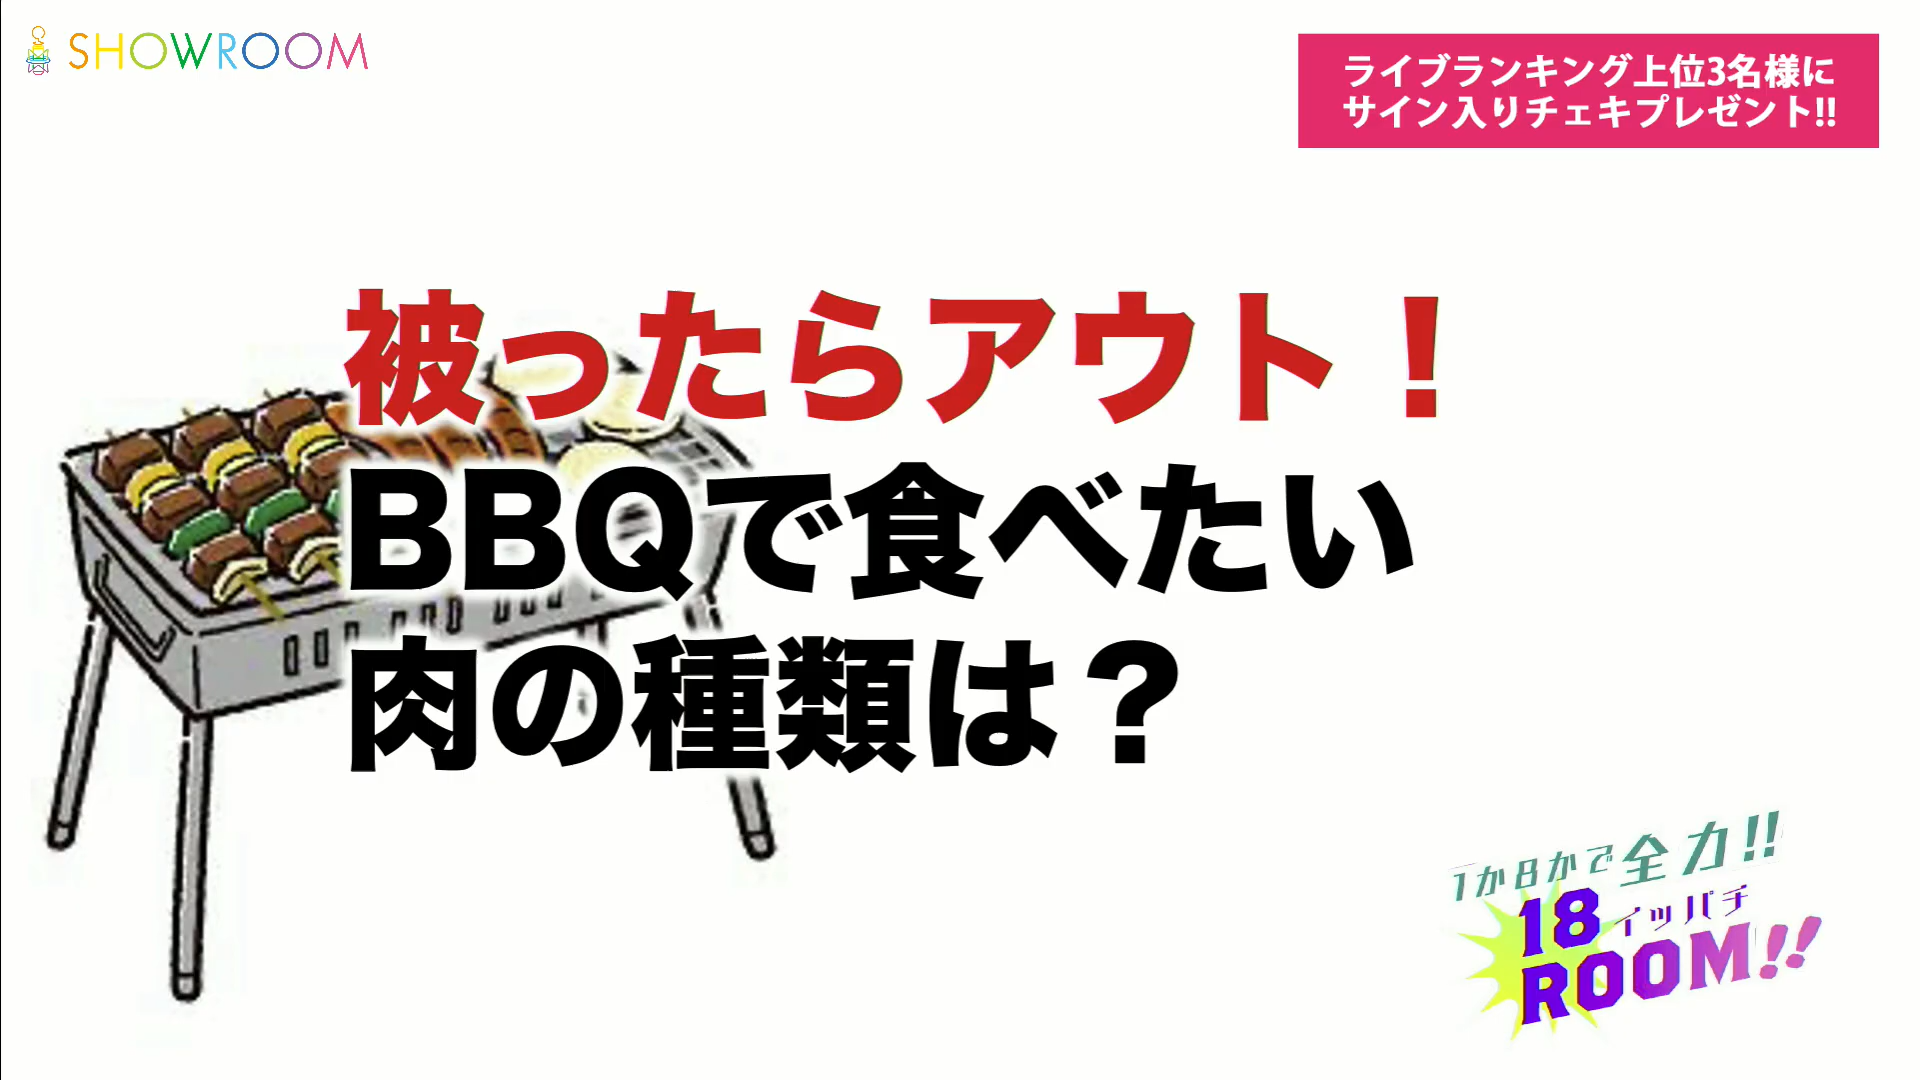 SHOWROOM
ライブランキング上位3名様に
サイン入りチェキプレゼント!!
被ったらアウト！
BBQで食べたい
肉の種類は？
1か8かで全力!!
18イッパチ
ROOM!!